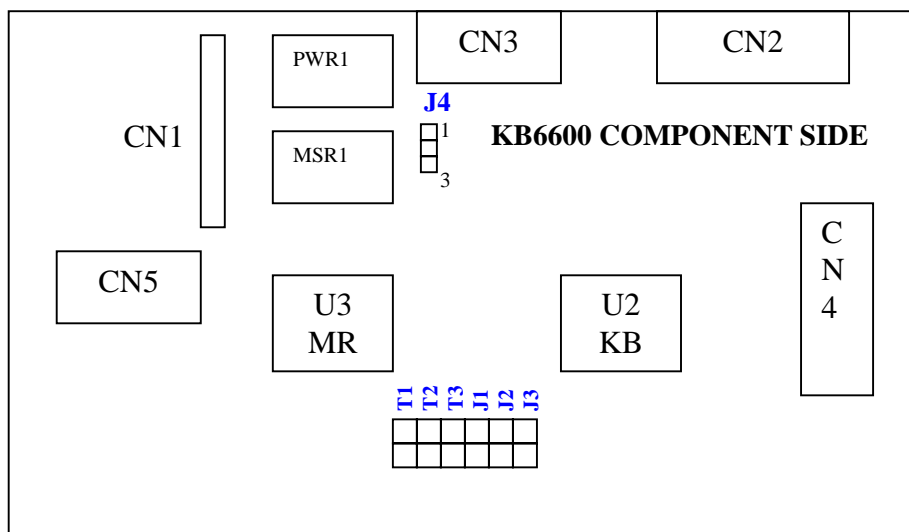 CN3
CN2
PWR1
J4
1
CN1
KB6600 COMPONENT SIDE
MSR1
3
C
N
4
CN5
U3
MR
U2
KB
T1
T2
T3
J1
J2
J3